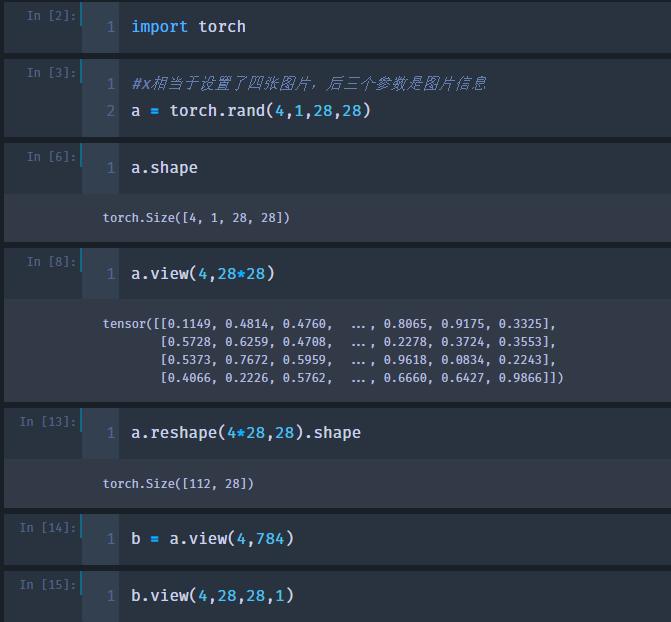 In [2]:
1 import torch
In [3]:
1 #x相当于设置了四张图片，后三个参数是图片信息
2 a = torch.rand(4,1,28,28)
In [6]:
1 a.shape
torch.Size([4, 1, 28, 28])
In [8]:
1 a.view(4,28*28)
tensor([[0.1149, 0.4814, 0.4760,  ..., 0.8065, 0.9175, 0.3325],
[0.5728, 0.6259, 0.4708,  ..., 0.2278, 0.3724, 0.3553],
[0.5373, 0.7672, 0.5959,  ..., 0.9618, 0.0834, 0.2243],
[0.4066, 0.2226, 0.5762,  ..., 0.6660, 0.6427, 0.9866]])
In [13]:
1 a.reshape(4*28,28).shape
torch.Size([112, 28])
In [14]:
1 b = a.view(4,784)
In [15]:
1 b.view(4,28,28,1)